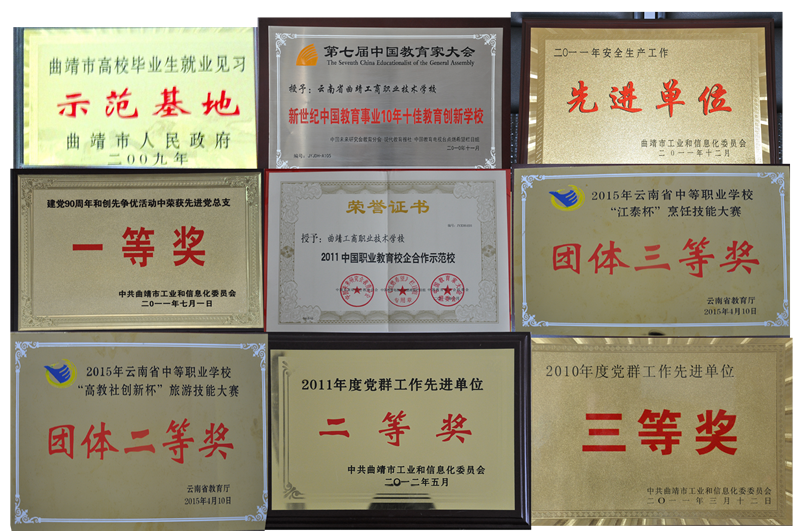 曲靖市高校毕业生就业见习
示范基地
曲靖市人民政府
二00九年
第七届中国教育家大会
The Seventh China Educationalist of the General Assembly
授予：云南省曲靖工商职业技术学校
新世纪中国教育事业10年十佳教育创新学校
二0一0年十一月
二〇一一年安全生产工作
先进单位
曲靖市工业和信息化委员会
二〇一一年十二月
建党90周年和创先争优活动中荣获先进党总支
一等奖
中共曲靖市工业和信息化委员会
二〇一一年七月一日
荣誉证书
授予：曲靖工商职业技术学校
2011 中国职业教育校企合作示范校
2015年云南省中等职业学校
“江泰杯”烹饪技能大赛
团体三等奖
云南省教育厅
2015年4月10日
2015年云南省中等职业学校
“高教社创新杯”旅游技能大赛
团体二等奖
云南省教育厅
2015年4月10日
2011年度党群工作先进单位
二等奖
中共曲靖市工业和信息化委员会
二〇一二年五月
2010年度党群工作先进单位
三等奖
中共曲靖市工业和信息化委委员会
二〇一一年三月十二日